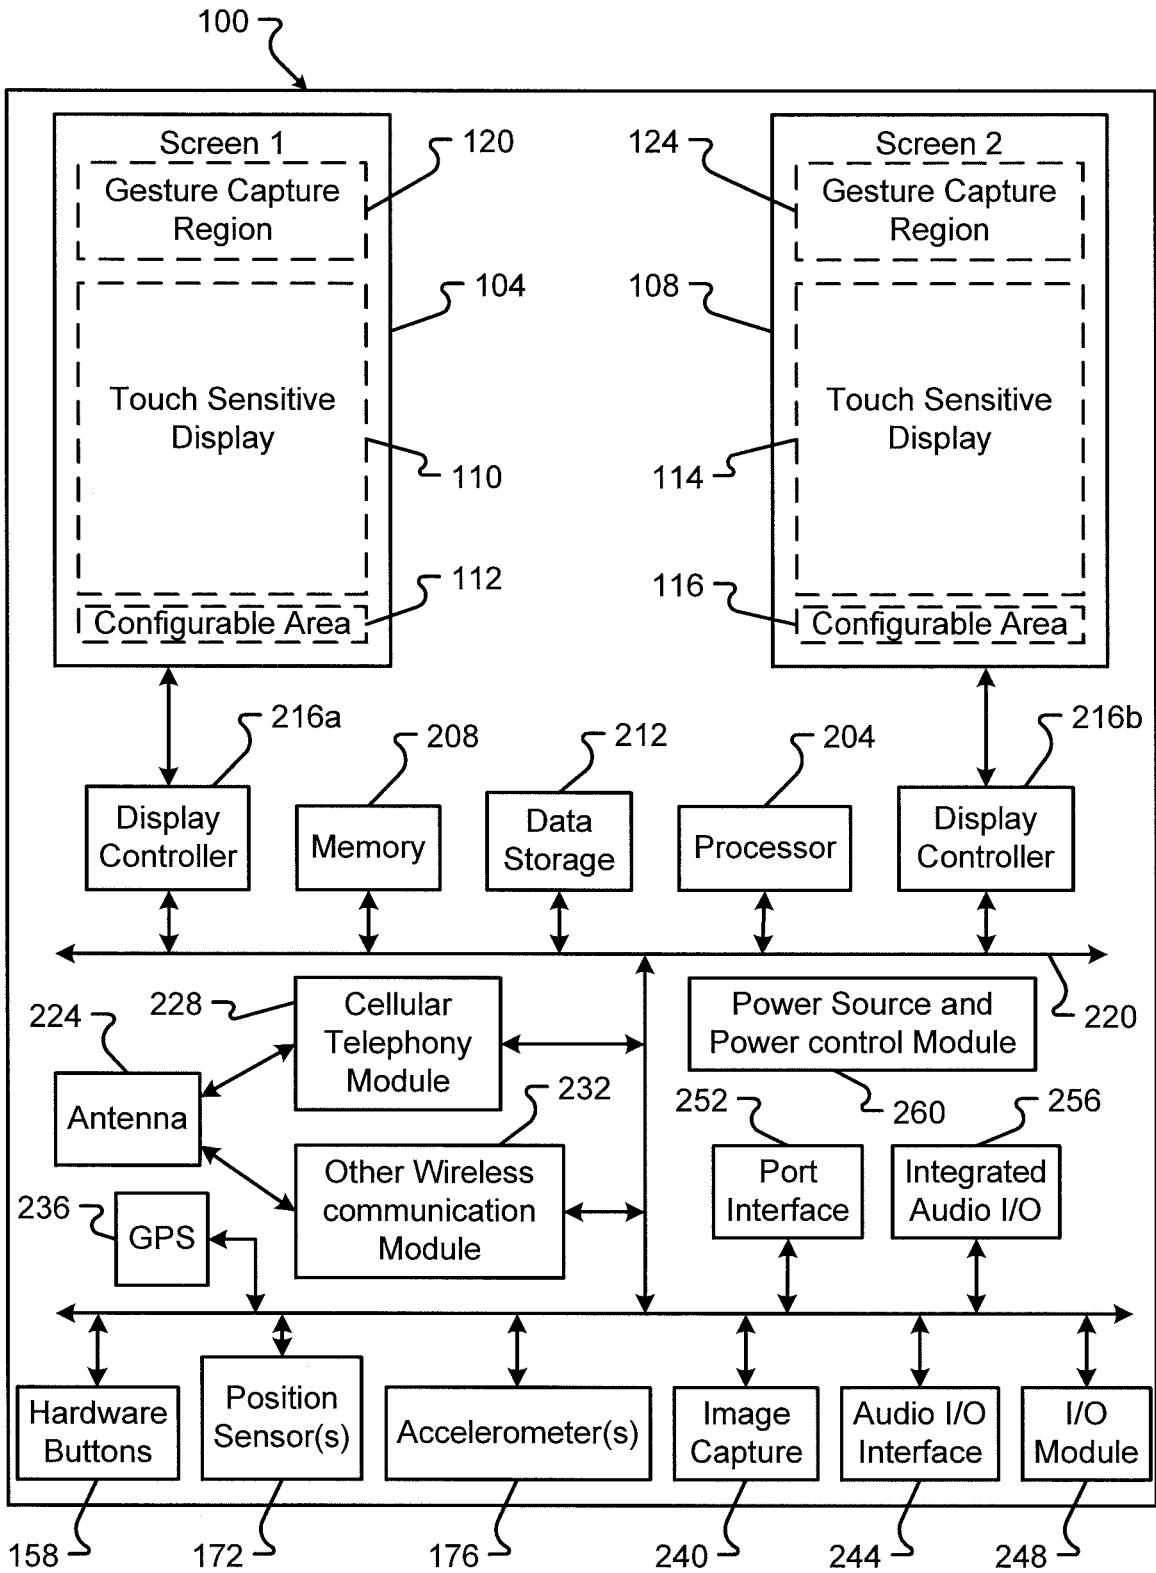 100
Screen 1
Gesture Capture
Region
120
104
Touch Sensitive
Display
110
112
Configurable Area
Screen 2
124
Gesture Capture
Region
108
Touch Sensitive
Display
114
116
Configurable Area
216a
208
212
204
216b
Display
Controller
Memory
Data
Storage
Processor
Display
Controller
220
228
Cellular
Telephony
Module
Power Source and
Power control Module
260
224
Antenna
232
Other Wireless
communication
Module
252
Port
Interface
256
Integrated
Audio I/O
236
GPS
Hardware
Buttons
Position
Sensor(s)
Accelerometer(s)
Image
Capture
Audio I/O
Interface
I/O
Module
158
172
176
240
244
248